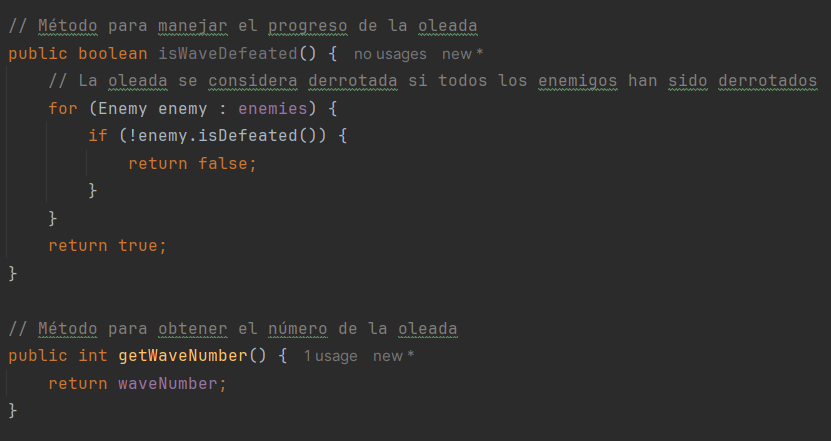 // Método para manejar el progreso de la oleada
public boolean isWaveDefeated() { no usages new *
// La oleada se considera derrotada si todos los enemigos han sido derrotados
for (Enemy enemy : enemies) {
if (!enemy.isDefeated()) {
return false;
}
}
return true;
}
// Método para obtener el número de la oleada
public int getWaveNumber() { 1 usage new *
return waveNumber;
}